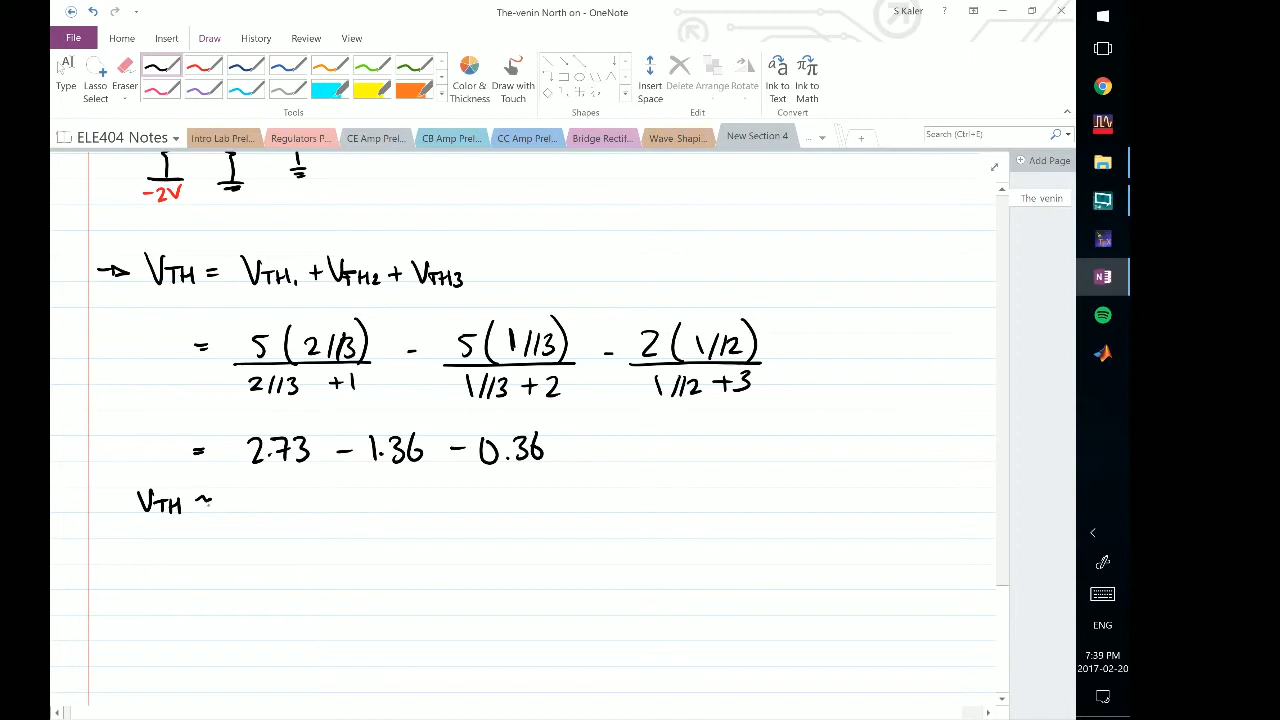 The-venin North on - OneNote
S Kaler
?
File Home Insert Draw History Review View
Type Lasso Select Eraser
Color & Thickness Draw with Touch
Insert Space Delete Arrange Rotate
Ink to Text Ink to Math
Tools Shapes Edit Convert
ELE404 Notes Intro Lab Prel Regulators P... CE Amp Prel.. CB Amp Prel.. CC Amp Prel.. Bridge Rectif.. Wave-Shapi... New Section 4 Search (Ctrl+E)
Add Page
The venin
-2V
→ VTH = VTH1 + VTH2 + VTH3
= 5(2//3) / 2//3 + 1 - 5(1//3) / 1//3 + 2 - 2(1//2) / 1//2 + 3
= 2.73 - 1.36 - 0.36
VTH ~
ENG
7:39 PM
2017-02-20